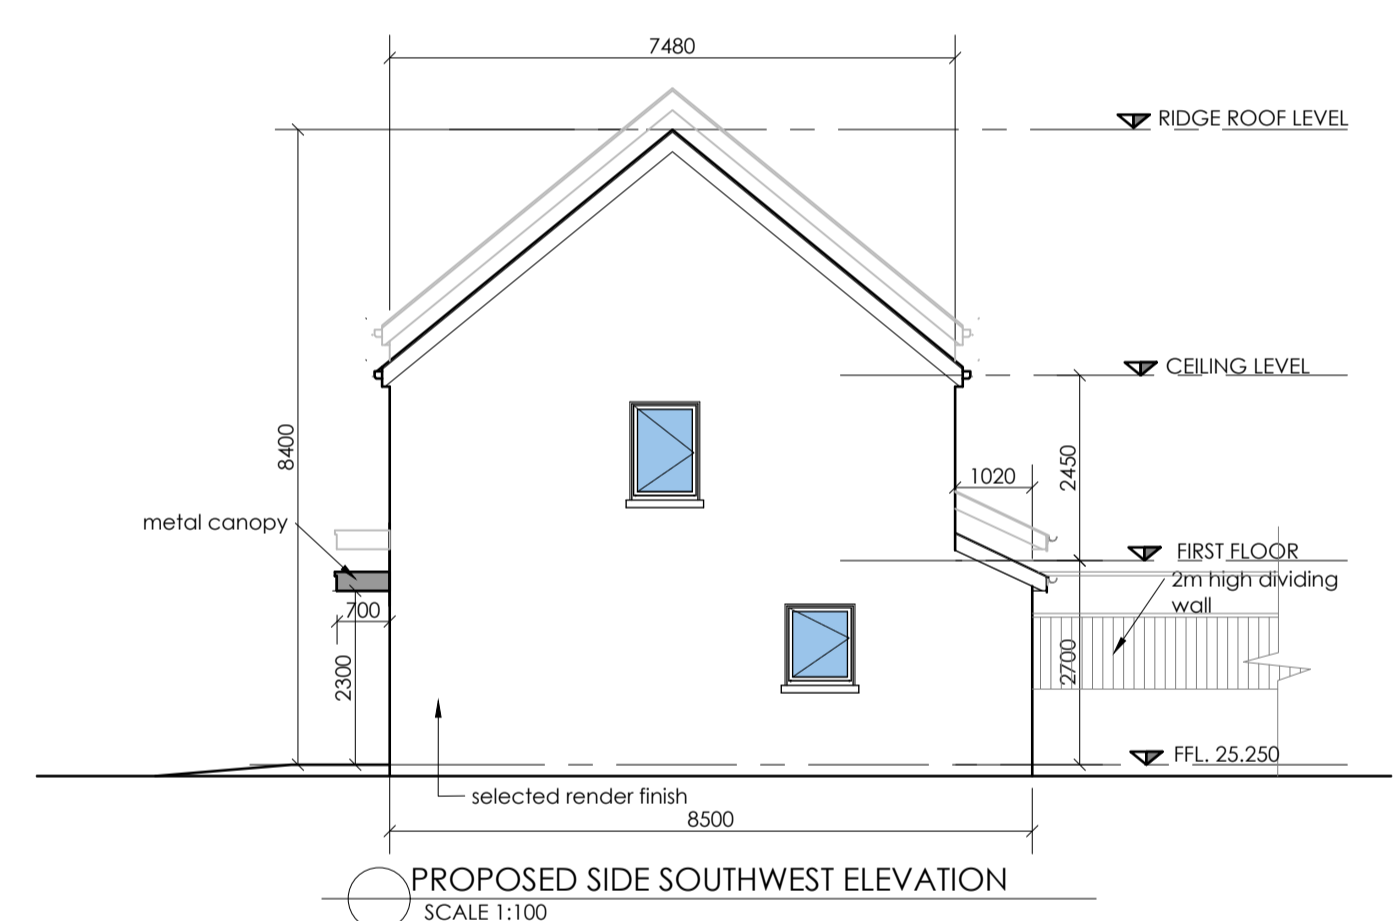 7480
RIDGE ROOF LEVEL
CEILING LEVEL
8400
2450
1020
metal canopy
FIRST FLOOR
2m high dividing
wall
700
2300
2700
FFL. 25.250
selected render finish
8500
PROPOSED SIDE SOUTHWEST ELEVATION
SCALE 1:100